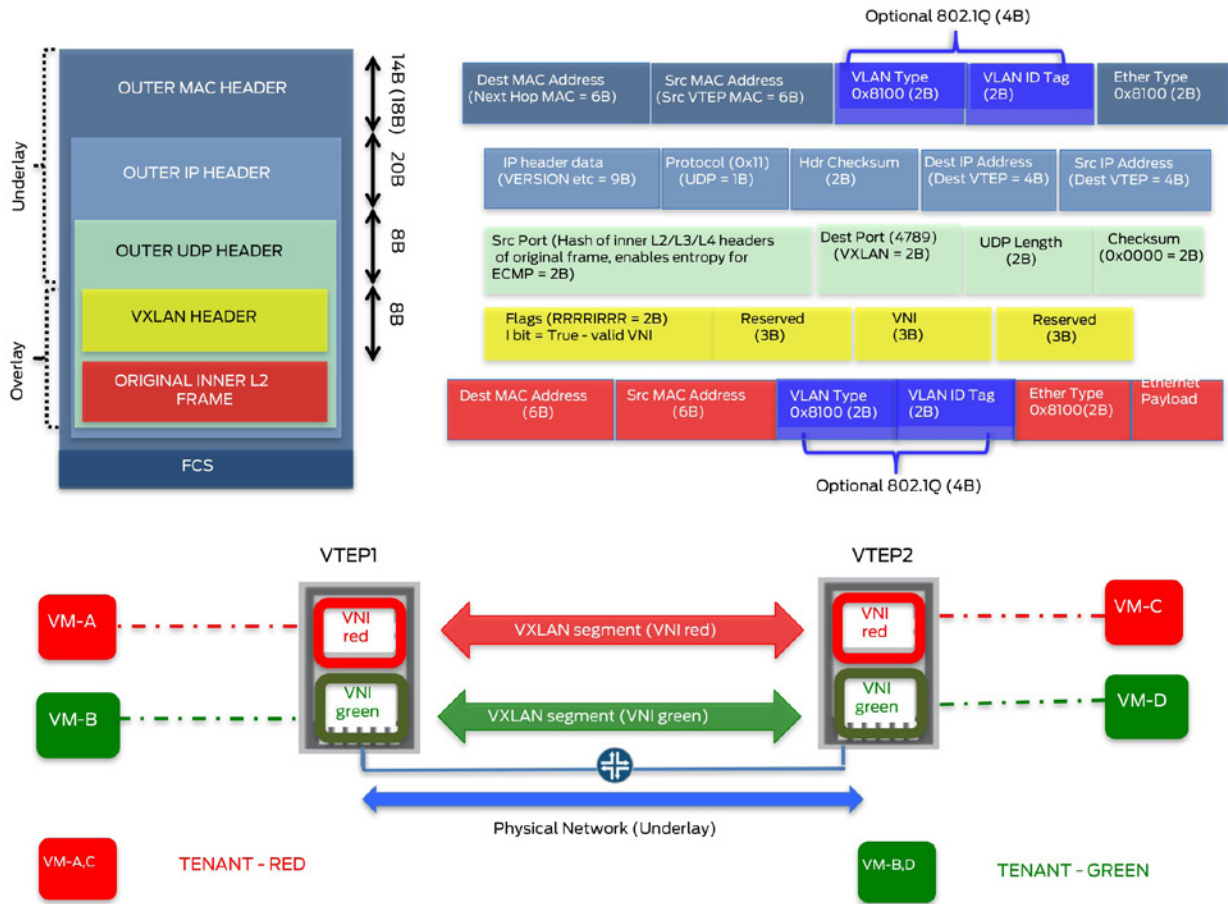 Optional 802.1Q (4B)
Underlay
Overlay
OUTER MAC HEADER
OUTER IP HEADER
OUTER UDP HEADER
VXLAN HEADER
ORIGINAL INNER L2
FRAME
FCS
14B (18B)
20B
8B
8B
Dest MAC Address
(Next Hop MAC = 6B)
Src MAC Address
(Src VTEP MAC = 6B)
VLAN Type
0x8100 (2B)
VLAN ID Tag
(2B)
Ether Type
0x8100 (2B)
IP header data
(VERSION etc = 9B)
Protocol (0x11)
(UDP = 1B)
Hdr Checksum
(2B)
Dest IP Address
(Dest VTEP = 4B)
Src IP Address
(Dest VTEP = 4B)
Src Port (Hash of inner L2/L3/L4 headers
of original frame, enables entropy for
ECMP = 2B)
Dest Port (4789)
(VXLAN = 2B)
UDP Length
(2B)
Checksum
(0x0000 = 2B)
Flags (RRRRIRRR = 2B)
I bit = True - valid VNI
Reserved
(3B)
VNI
(3B)
Reserved
(3B)
Dest MAC Address
(6B)
Src MAC Address
(6B)
VLAN Type
0x8100 (2B)
VLAN ID Tag
(2B)
Ether Type
0x8100(2B)
Ethernet
Payload
Optional 802.1Q (4B)
VTEP1
VTEP2
VM-A
VNI
red
VXLAN segment (VNI red)
VNI
red
VM-C
VM-B
VNI
green
VXLAN segment (VNI green)
VNI
green
VM-D
Physical Network (Underlay)
VM-A,C
TENANT - RED
VM-B,D
TENANT - GREEN